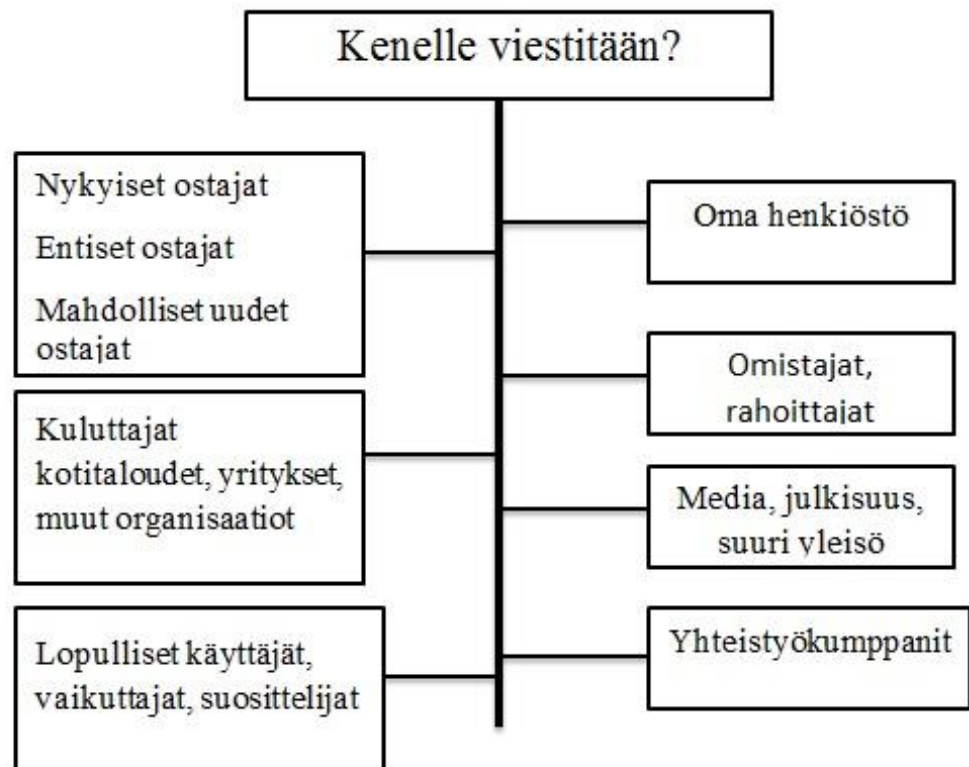 Kenelle viestitään?
Nykyiset ostajat
Entiset ostajat
Mahdolliset uudet
ostajat
Kuluttajat
kotitaloudet, yritykset,
muut organisaatiot
Lopulliset käyttäjät,
vaikuttajat, suosittelijat
Oma henkiöstö
Omistajat,
rahoittajat
Media, julkisuus,
suuri yleisö
Yhteistyökumppanit